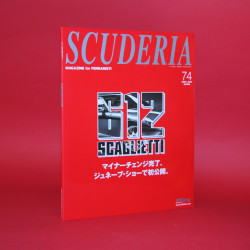 SCUDERIA
MAGAZINE for FERRARISTI
74
612
SCAGLIETTI
マイナーチェンジ完了、
ジュネーブ・ショーで初公開。